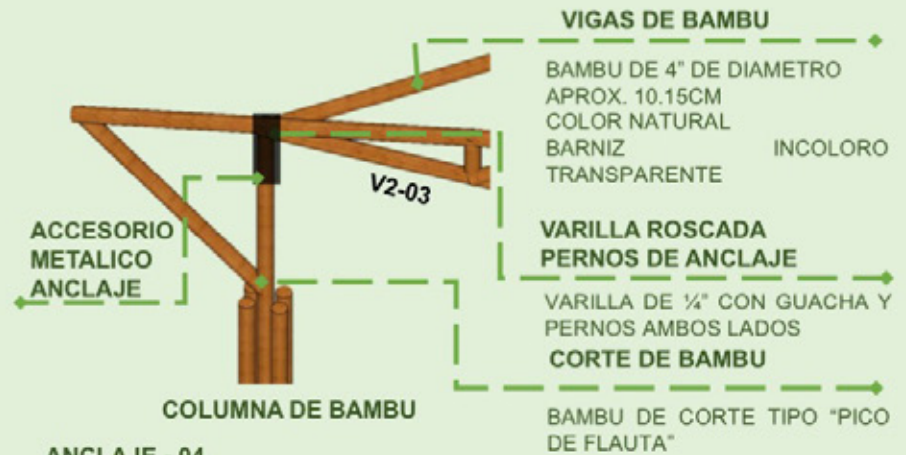 VIGAS DE BAMBU
BAMBU DE 4" DE DIAMETRO
APROX. 10.15CM
COLOR NATURAL
BARNIZ INCOLORO
TRANSPARENTE
V2-03
ACCESORIO
METALICO
ANCLAJE
VARILLA ROSCADA
PERNOS DE ANCLAJE
VARILLA DE ¼" CON GUACHA Y
PERNOS AMBOS LADOS
CORTE DE BAMBU
BAMBU DE CORTE TIPO "PICO
DE FLAUTA"
COLUMNA DE BAMBU
ANCLAJE - 04